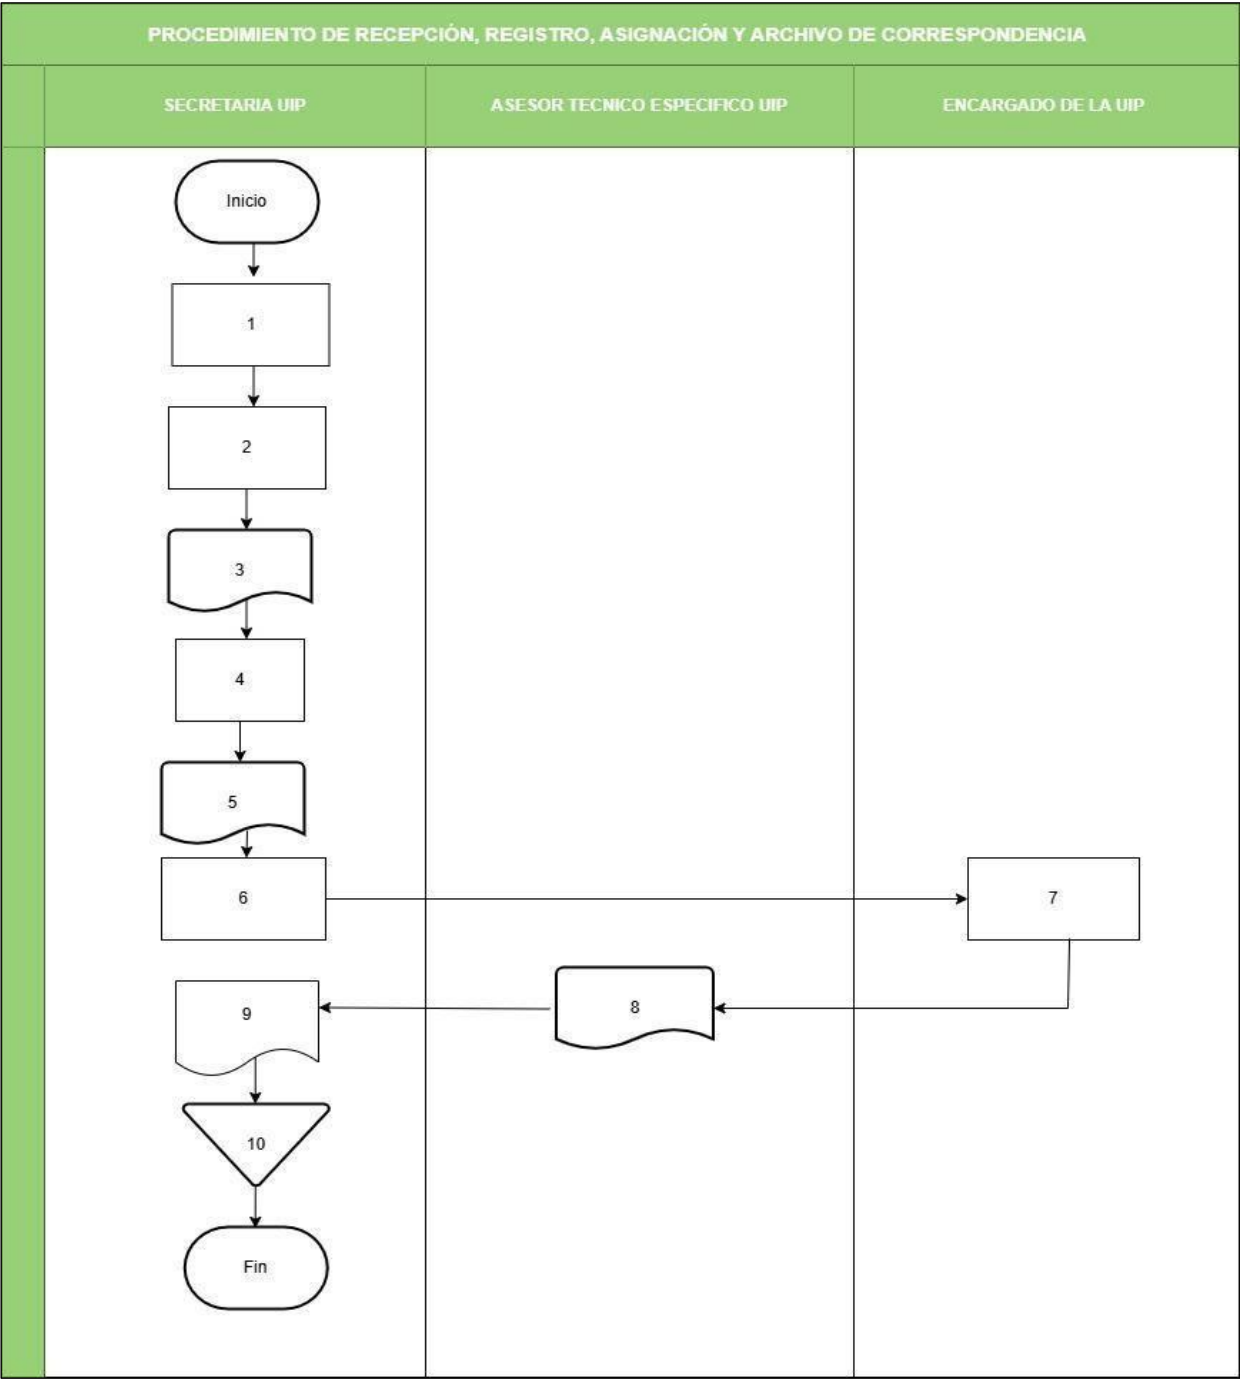 PROCEDIMIENTO DE RECEPCIÓN, REGISTRO, ASIGNACIÓN Y ARCHIVO DE CORRESPONDENCIA
SECRETARIA UIP
ASESOR TECNICO ESPECIFICO UIP
ENCARGADO DE LA UIP
Inicio
1
2
3
4
5
6
7
8
9
10
Fin